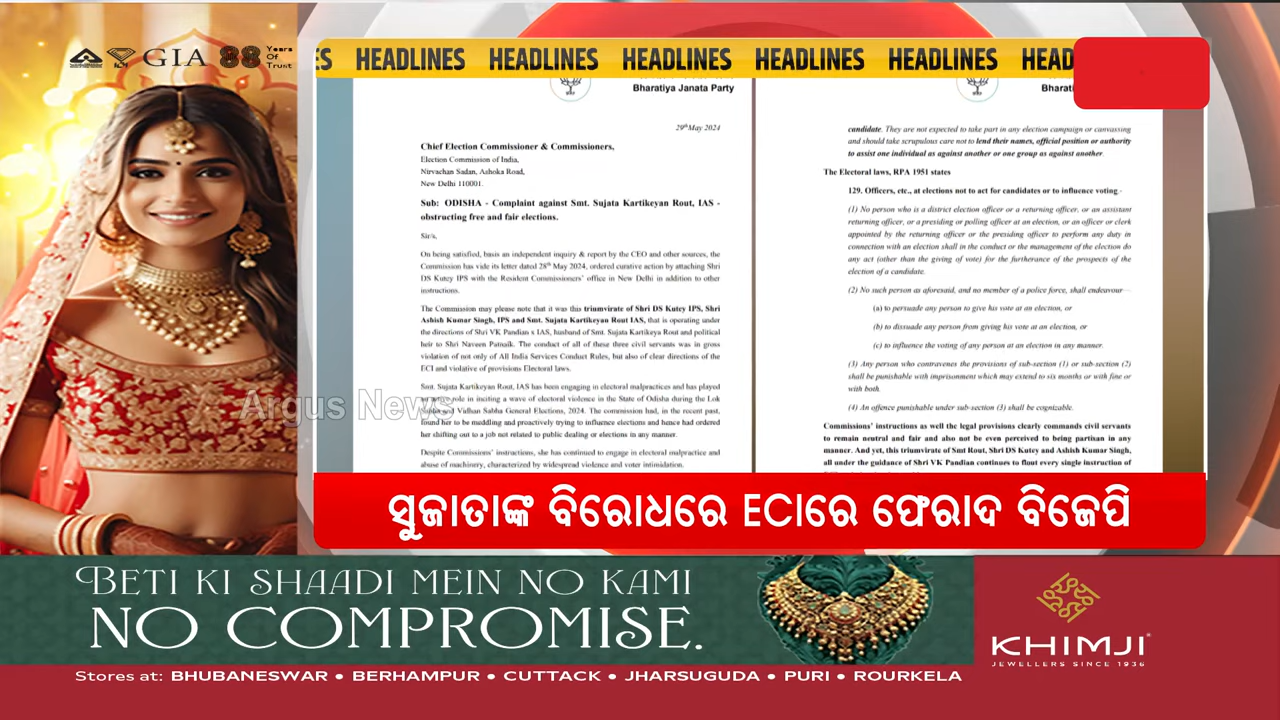 GIA 88 Years Of Trust
HEADLINES HEADLINES HEADLINES HEADLINES HEADLINES
Bharatiya Janata Party
29th May 2024
Chief Election Commissioner & Commissioners,
Election Commission of India,
Nirvachan Sadan, Ashoka Road,
New Delhi 110001.
Sub: ODISHA - Complaint against Smt. Sujata Kartikeyan Rout, IAS -
obstructing free and fair elections.
Sir/s,
On being satisfied, basis an independent inquiry & report by the CEO and other sources, the
Commission has vide its letter dated 28th May 2024, ordered curative action by attaching Shri
DS Kutey IPS with the Resident Commissioners' office in New Delhi in addition to other
instructions.
The Commission may please note that it was this triumvirate of Shri DS Kutey IPS, Shri
Ashish Kumar Singh, IPS and Smt. Sujata Kartikeyan Rout IAS, that is operating under
the directions of Shri VK Pandian x IAS, husband of Smt. Sujata Kartikeya Rout and political
heir to Shri Naveen Patnaik. The conduct of all of these three civil servants was in gross
violation of not only of All India Services Conduct Rules, but also of clear directions of the
ECI and violative of provisions Electoral laws.
Smt. Sujata Kartikeyan Rout, IAS has been engaging in electoral malpractices and has played
an active role in inciting a wave of electoral violence in the State of Odisha during the Lok
Sabha and Vidhan Sabha General Elections, 2024. The commission had, in the recent past,
found her to be meddling and proactively trying to influence elections and hence had ordered
her shifting out to a job not related to public dealing or elections in any manner.
Despite Commissions' instructions, she has continued to engage in electoral malpractice and
abuse of machinery, characterized by widespread violence and voter intimidation.
candidate. They are not expected to take part in any election campaign or canvassing
and should take scrupulous care not to lend their names, official position or authority
to assist one individual as against another or one group as against another.
The Electoral laws, RPA 1951 states
129. Officers, etc., at elections not to act for candidates or to influence voting.-
(1) No person who is a district election officer or a returning officer, or an assistant
returning officer, or a presiding or polling officer at an election, or an officer or clerk
appointed by the returning officer or the presiding officer to perform any duty in
connection with an election shall in the conduct or the management of the election do
any act (other than the giving of vote) for the furtherance of the prospects of the
election of a candidate.
(2) No such person as aforesaid, and no member of a police force, shall endeavour—
(a) to persuade any person to give his vote at an election, or
(b) to dissuade any person from giving his vote at an election, or
(c) to influence the voting of any person at an election in any manner.
(3) Any person who contravenes the provisions of sub-section (1) or sub-section (2)
shall be punishable with imprisonment which may extend to six months or with fine or
with both.
(4) An offence punishable under sub-section (3) shall be cognizable.
Commissions' instructions as well the legal provisions clearly commands civil servants
to remain neutral and fair and also not be even perceived to being partisan in any
manner. And yet, this triumvirate of Smt Rout, Shri DS Kutey and Ashish Kumar Singh,
all under the guidance of Shri VK Pandian continues to flout every single instruction of
Argus News
ସୁଜାତାଙ୍କ ବିରୋଧରେ ECIରେ ଫେରାଦ ବିଜେପି
BETI KI SHAADI MEIN NO KAMI
NO COMPROMISE.
KHIMJI
JEWELLERS SINCE 1936
Stores at: BHUBANESWAR • BERHAMPUR • CUTTACK • JHARSUGUDA • PURI • ROURKELA